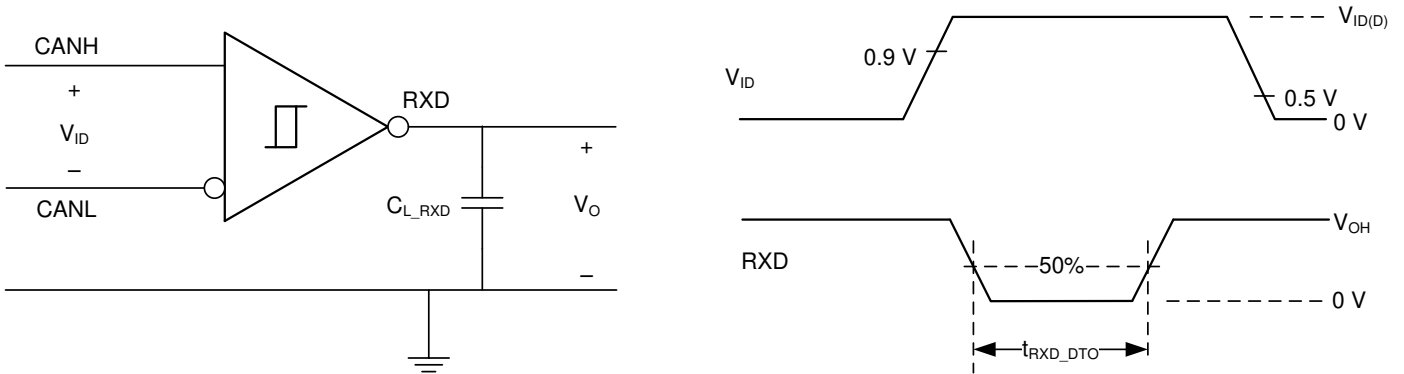 CANH
+
V_ID
–
CANL
RXD
C_L_RXD
+
V_O
–
V_ID
0.9 V
V_ID(D)
0.5 V
0 V
RXD
50%
V_OH
0 V
t_RXD_DTO